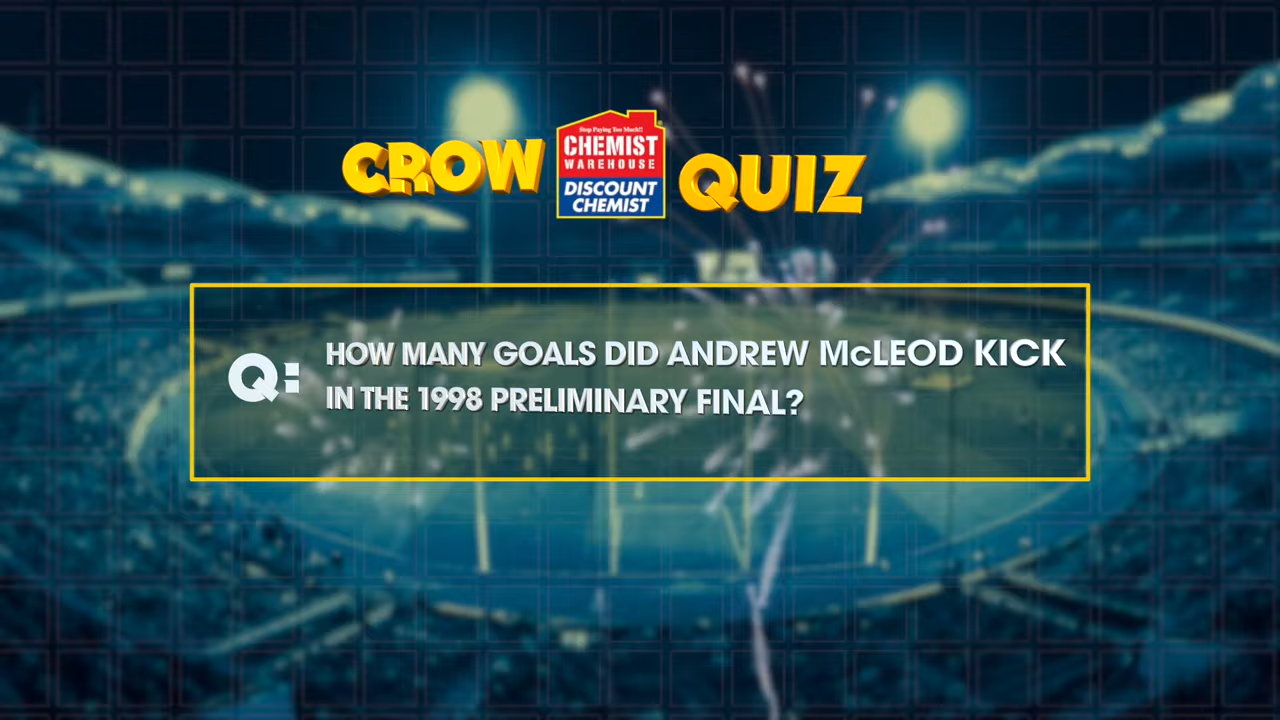 CROW
Stop Paying Too Much!!
CHEMIST
WAREHOUSE
DISCOUNT
CHEMIST
QUIZ
Q: HOW MANY GOALS DID ANDREW McLEOD KICK
IN THE 1998 PRELIMINARY FINAL?